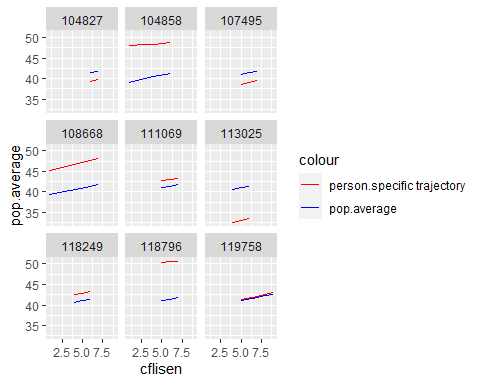 104827 104858 107495
50
45
40
35
108668 111069 113025
50
45
40
35
118249 118796 119758
50
45
40
35
2.5 5.0 7.5 2.5 5.0 7.5 2.5 5.0 7.5
cflisen
pop.average
colour
person.specific trajectory
pop.average